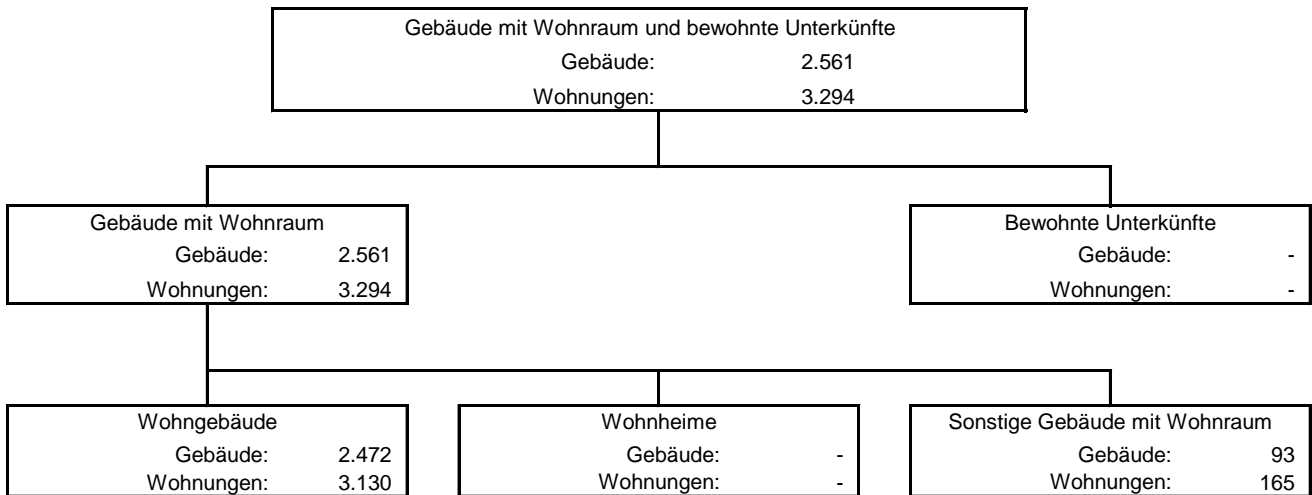 Gebäude mit Wohnraum und bewohnte Unterkünfte
Gebäude: 2.561
Wohnungen: 3.294
Gebäude mit Wohnraum
Gebäude: 2.561
Wohnungen: 3.294
Bewohnte Unterkünfte
Gebäude: -
Wohnungen: -
Wohngebäude
Gebäude: 2.472
Wohnungen: 3.130
Wohnheime
Gebäude: -
Wohnungen: -
Sonstige Gebäude mit Wohnraum
Gebäude: 93
Wohnungen: 165